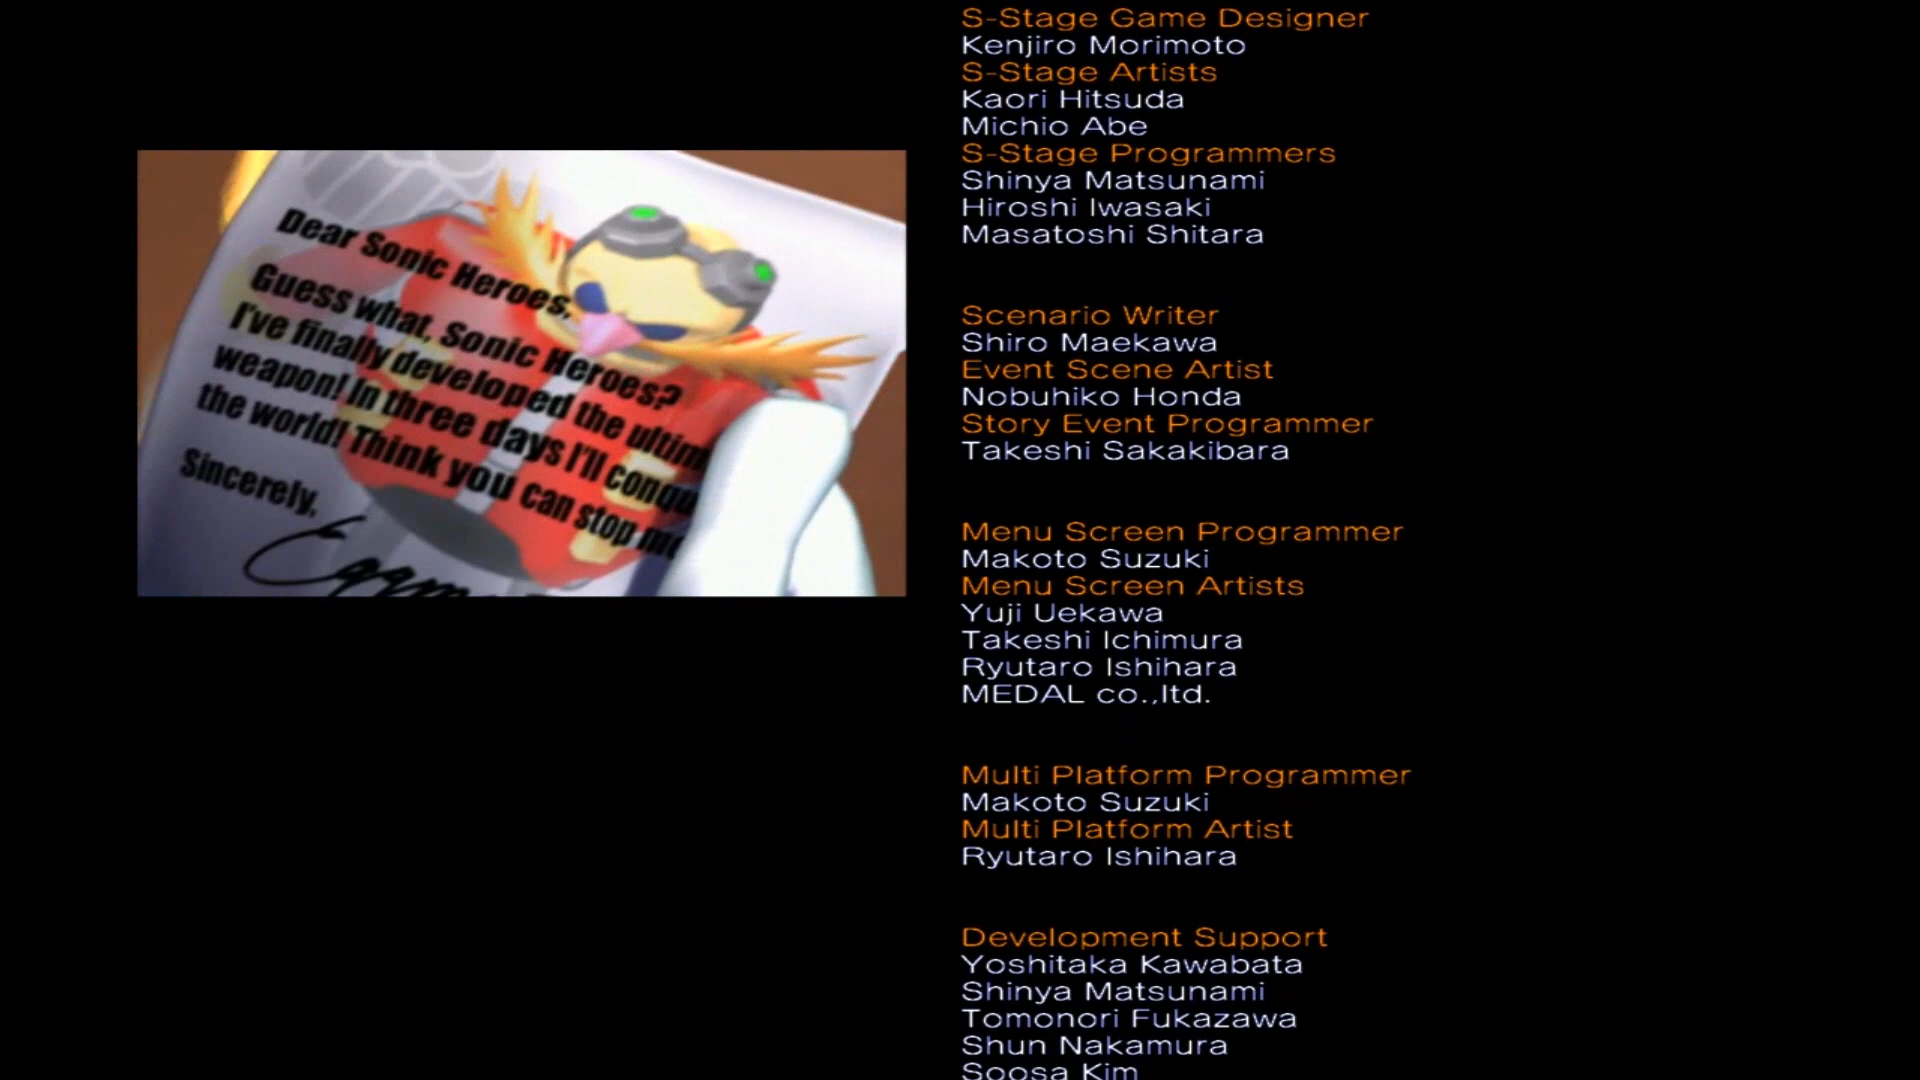 Dear Sonic Heroes,
Guess what, Sonic Heroes?
I've finally developed the
weapon! In three days I'll
the world! Think you can stop
Sincerely,
S-Stage Game Designer
Kenjiro Morimoto
S-Stage Artists
Kaori Hitsuda
Michio Abe
S-Stage Programmers
Shinya Matsunami
Hiroshi Iwasaki
Masatoshi Shitara
Scenario Writer
Shiro Maekawa
Event Scene Artist
Nobuhiko Honda
Story Event Programmer
Takeshi Sakakibara
Menu Screen Programmer
Makoto Suzuki
Menu Screen Artists
Yuji Uekawa
Takeshi Ichimura
Ryutaro Ishihara
MEDAL co.,ltd.
Multi Platform Programmer
Makoto Suzuki
Multi Platform Artist
Ryutaro Ishihara
Development Support
Yoshitaka Kawabata
Shinya Matsunami
Tomonori Fukazawa
Shun Nakamura
Soosa Kim